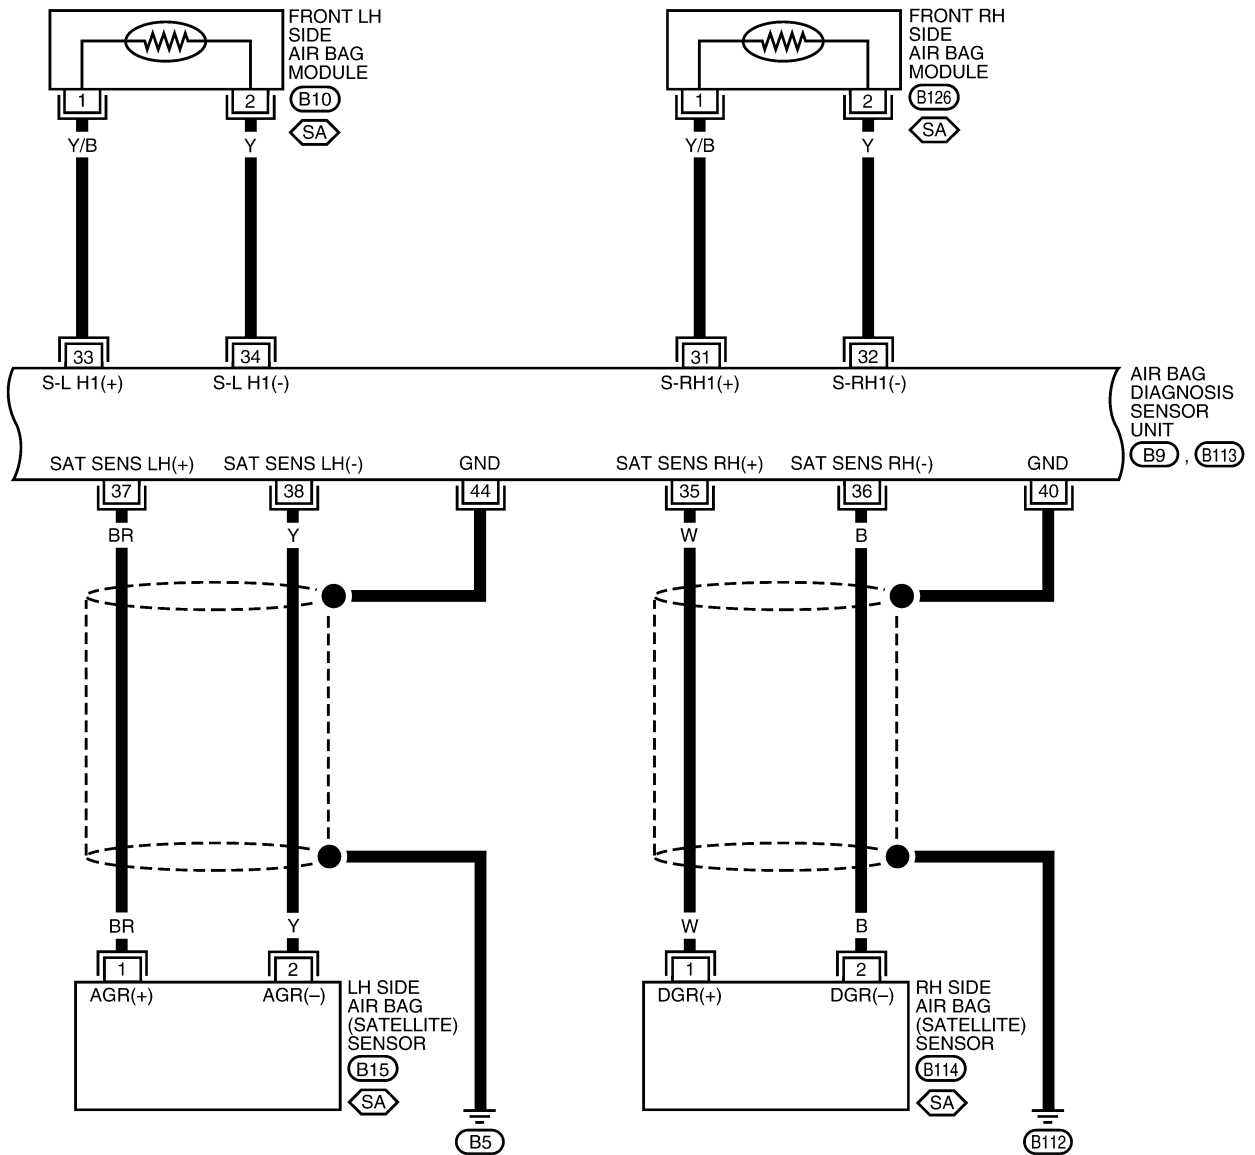 FRONT LH
SIDE
AIR BAG
MODULE
B10
SA
1
2
Y/B
Y
FRONT RH
SIDE
AIR BAG
MODULE
B126
SA
1
2
Y/B
Y
33
34
31
32
S-L H1(+)
S-L H1(-)
S-RH1(+)
S-RH1(-)
AIR BAG
DIAGNOSIS
SENSOR
UNIT
B9 , B113
SAT SENS LH(+)
SAT SENS LH(-)
GND
SAT SENS RH(+)
SAT SENS RH(-)
GND
37
38
44
35
36
40
BR
Y
W
B
BR
Y
W
B
1
2
1
2
AGR(+)
AGR(–)
LH SIDE
AIR BAG
(SATELLITE)
SENSOR
B15
SA
DGR(+)
DGR(–)
RH SIDE
AIR BAG
(SATELLITE)
SENSOR
B114
SA
B5
B112